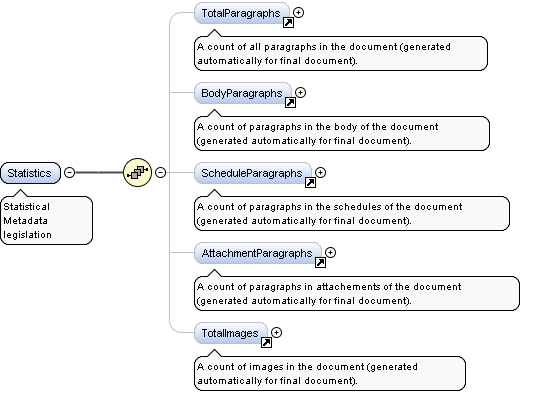 TotalParagraphs
A count of all paragraphs in the document (generated
automatically for final document).
BodyParagraphs
A count of paragraphs in the body of the document
(generated automatically for final document).
Statistics
Statistical
Metadata
legislation
ScheduleParagraphs
A count of paragraphs in the schedules of the document
(generated automatically for final document).
AttachmentParagraphs
A count of paragraphs in attachements of the document
(generated automatically for final document).
TotalImages
A count of images in the document (generated
automatically for final document).